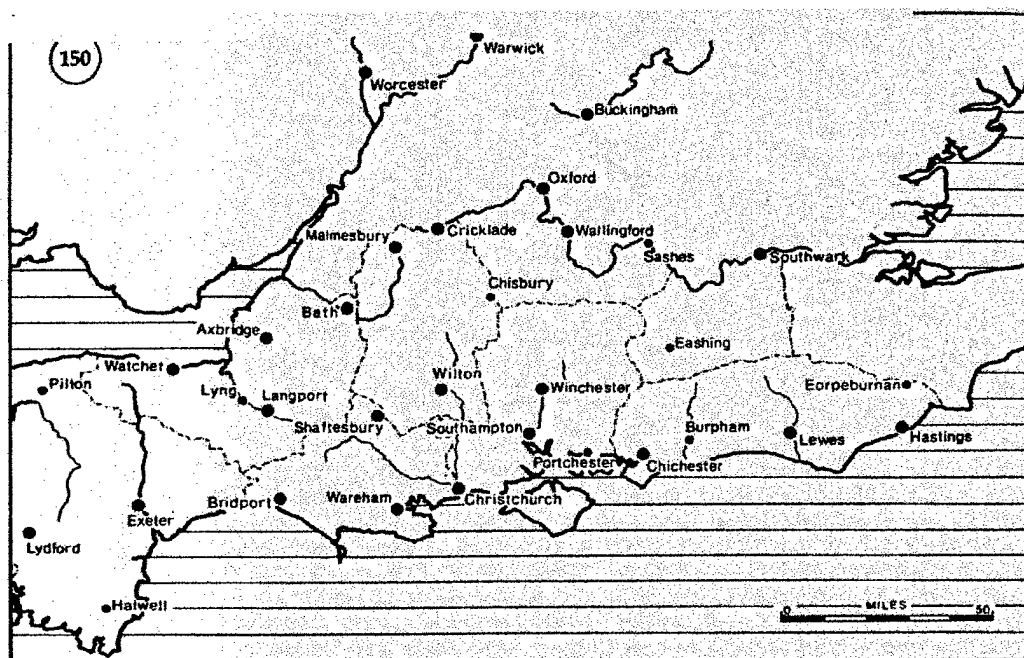 150
Warwick
Worcester
Buckingham
Oxford
Malmesbury
Cricklade
Wallingford
Sashes
Southwark
Chisbury
Bath
Axbridge
Eashing
Watchet
Pilton
Lyng
Langport
Wilton
Winchester
Eorpeburnan
Shaftesbury
Southampton
Burpham
Lewes
Hastings
Portchester
Chichester
Bridport
Wareham
Christchurch
Exeter
Lydford
Halwell
0 MILES 50